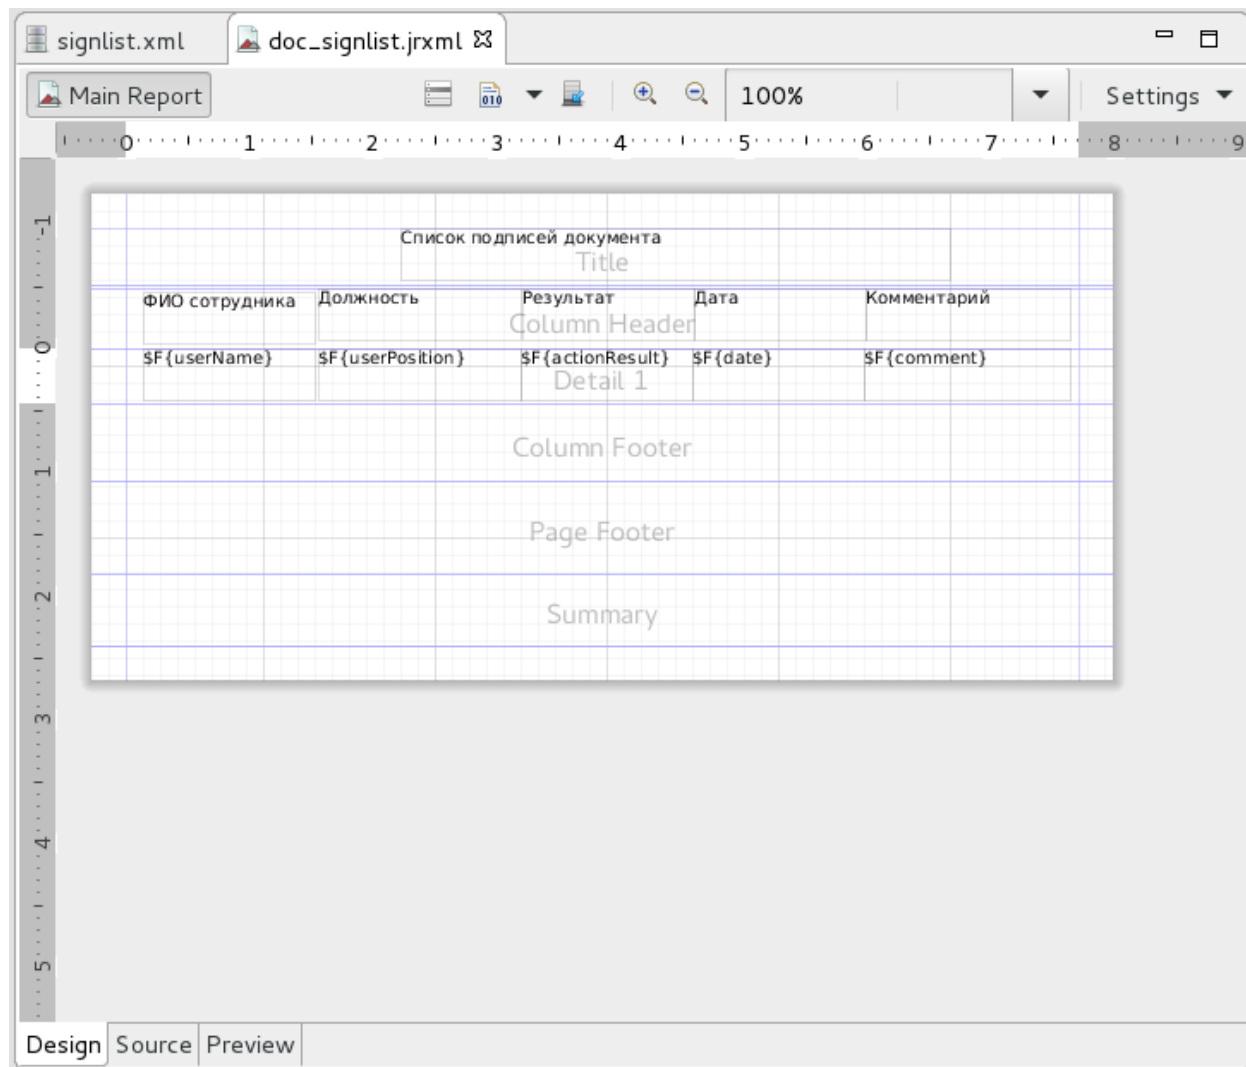 signlist.xml doc_signlist.jrxml
Main Report 010 100% Settings
0 1 2 3 4 5 6 7 8 9
-1
0
1
2
3
4
5
Список подписей документа
Title
ФИО сотрудника Должность Результат Дата Комментарий
Column Header
$F{userName} $F{userPosition} $F{actionResult} $F{date} $F{comment}
Detail 1
Column Footer
Page Footer
Summary
Design Source Preview